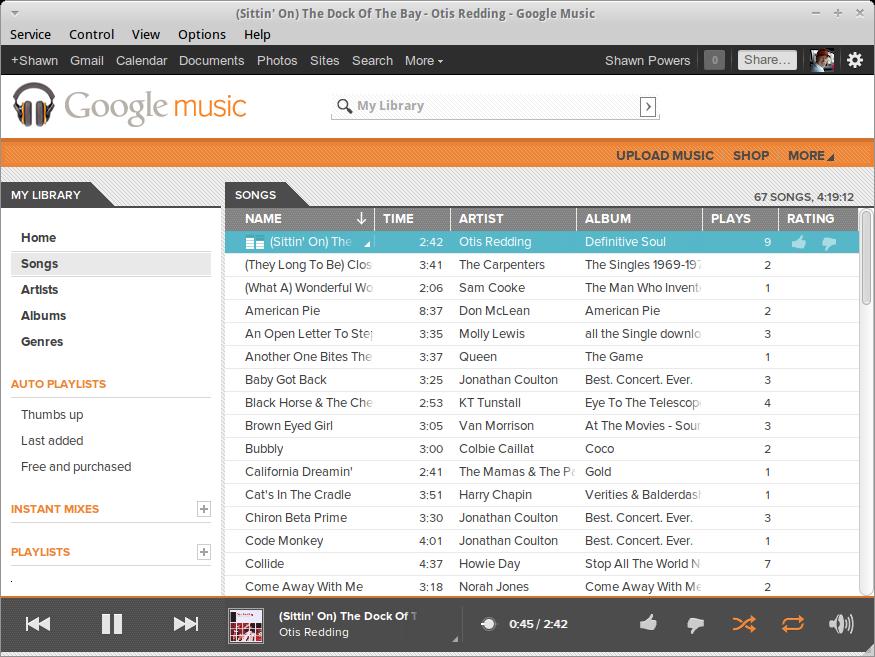 (Sittin' On) The Dock Of The Bay - Otis Redding - Google Music
Service Control View Options Help
+Shawn Gmail Calendar Documents Photos Sites Search More Shawn Powers 0 Share...
Google music My Library
UPLOAD MUSIC SHOP MORE
MY LIBRARY SONGS 67 SONGS, 4:19:12
NAME TIME ARTIST ALBUM PLAYS RATING
Home
Songs
Artists
Albums
Genres
AUTO PLAYLISTS
Thumbs up
Last added
Free and purchased
INSTANT MIXES
PLAYLISTS
(Sittin' On) The 2:42 Otis Redding Definitive Soul 9
(They Long To Be) Clos 3:41 The Carpenters The Singles 1969-197 2
(What A) Wonderful Wo 2:06 Sam Cooke The Man Who Invent 1
American Pie 8:37 Don McLean American Pie 2
An Open Letter To Step 3:35 Molly Lewis all the Single downlo 3
Another One Bites The 3:37 Queen The Game 1
Baby Got Back 3:25 Jonathan Coulton Best. Concert. Ever. 3
Black Horse & The Che 2:53 KT Tunstall Eye To The Telescop 4
Brown Eyed Girl 3:05 Van Morrison At The Movies - Sour 3
Bubbly 3:00 Colbie Caillat Coco 2
California Dreamin' 2:41 The Mamas & The Pa Gold 1
Cat's In The Cradle 3:51 Harry Chapin Verities & Balderdash 1
Chiron Beta Prime 3:30 Jonathan Coulton Best. Concert. Ever. 3
Code Monkey 4:01 Jonathan Coulton Best. Concert. Ever. 1
Collide 4:37 Howie Day Stop All The World N 7
Come Away With Me 3:18 Norah Jones Come Away With Me 2
(Sittin' On) The Dock Of T
Otis Redding
0:45 / 2:42